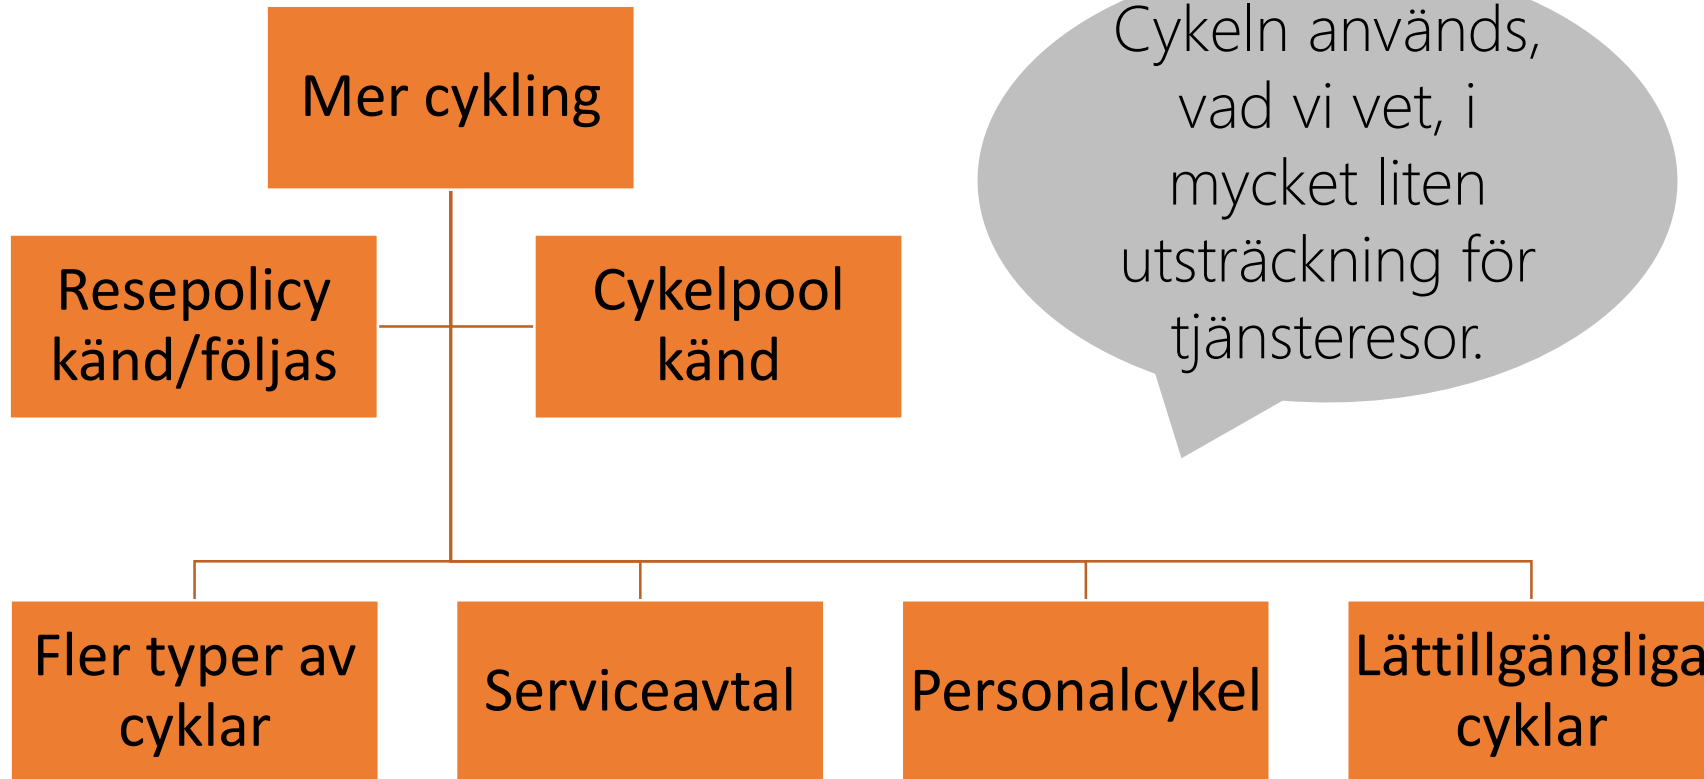 Mer cykling
Cykeln används,
vad vi vet, i
mycket liten
utsträckning för
tjänsteresor.
Resepolicy
känd/följas
Cykelpool
känd
Fler typer av
cyklar
Serviceavtal
Personalcykel
Lättillgängliga
cyklar